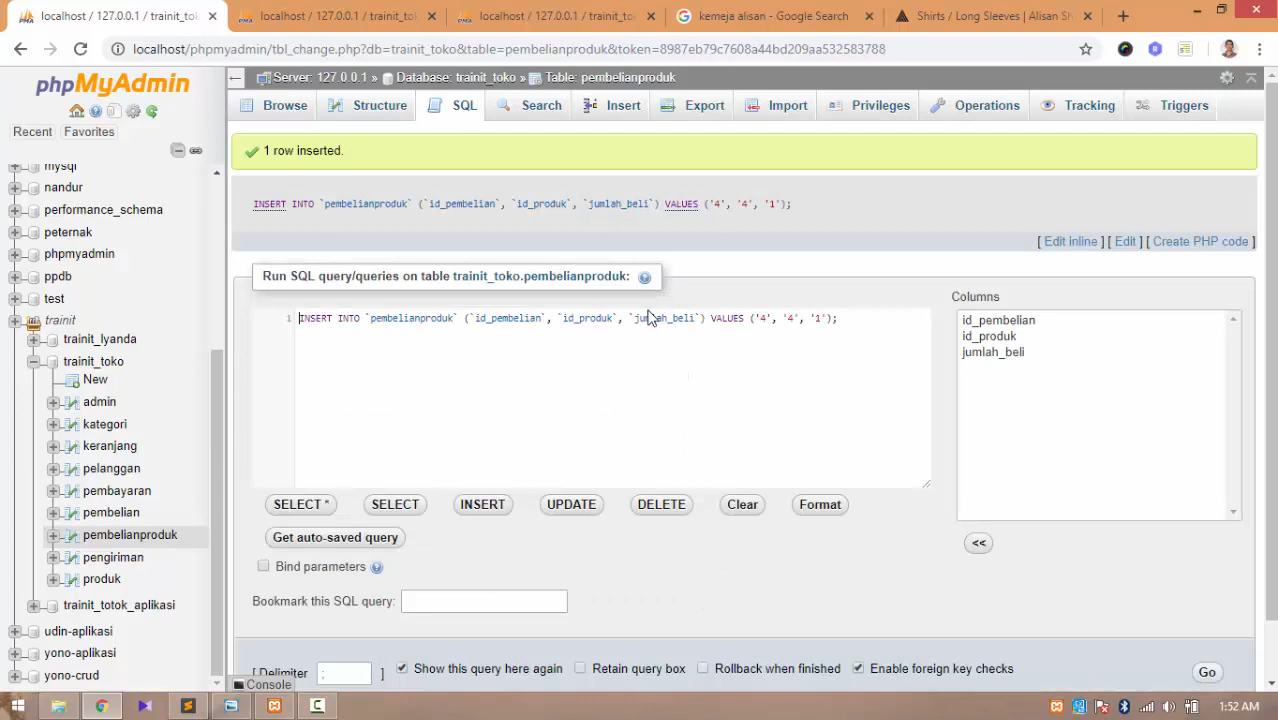 localhost / 127.0.0.1 / trainit_to
localhost / 127.0.0.1 / trainit_to
localhost / 127.0.0.1 / trainit_to
kemeja alisan - Google Search
Shirts / Long Sleeves | Alisan Sh
localhost/phpmyadmin/tbl_change.php?db=trainit_toko&table=pembelianproduk&token=8987eb79c7608a44bd209aa532583788
phpMyAdmin
Recent
Favorites
mysql
nandur
performance_schema
peternak
phpmyadmin
ppdb
test
trainit
trainit_lyanda
trainit_toko
New
admin
kategori
keranjang
pelanggan
pembayaran
pembelian
pembelianproduk
pengiriman
produk
trainit_totok_aplikasi
udin-aplikasi
yono-aplikasi
yono-crud
Server: 127.0.0.1 » Database: trainit_toko » Table: pembelianproduk
Browse
Structure
SQL
Search
Insert
Export
Import
Privileges
Operations
Tracking
Triggers
1 row inserted.
INSERT INTO `pembelianproduk` (`id_pembelian`, `id_produk`, `jumlah_beli`) VALUES ('4', '4', '1');
[ Edit inline ] [ Edit ] [ Create PHP code ]
Run SQL query/queries on table trainit_toko.pembelianproduk:
1 INSERT INTO `pembelianproduk` (`id_pembelian`, `id_produk`, `jumlah_beli`) VALUES ('4', '4', '1');
Columns
id_pembelian
id_produk
jumlah_beli
SELECT *
SELECT
INSERT
UPDATE
DELETE
Clear
Format
<<
Get auto-saved query
Bind parameters
Bookmark this SQL query:
[ Delimiter ; ]
Show this query here again
Retain query box
Rollback when finished
Enable foreign key checks
Go
Console
1:52 AM